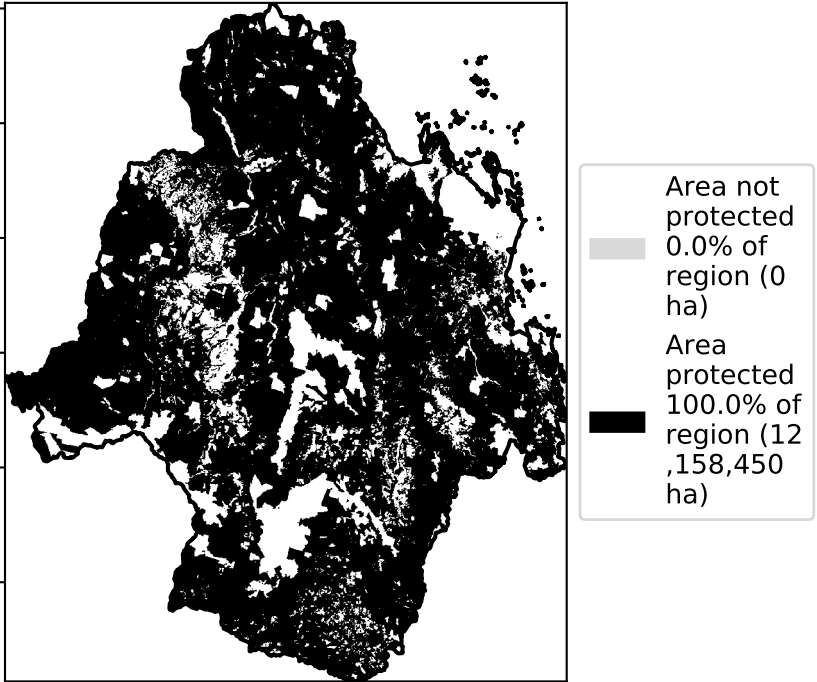 Area not
protected
0.0% of
region (0
ha)
Area
protected
100.0% of
region (12
,158,450
ha)